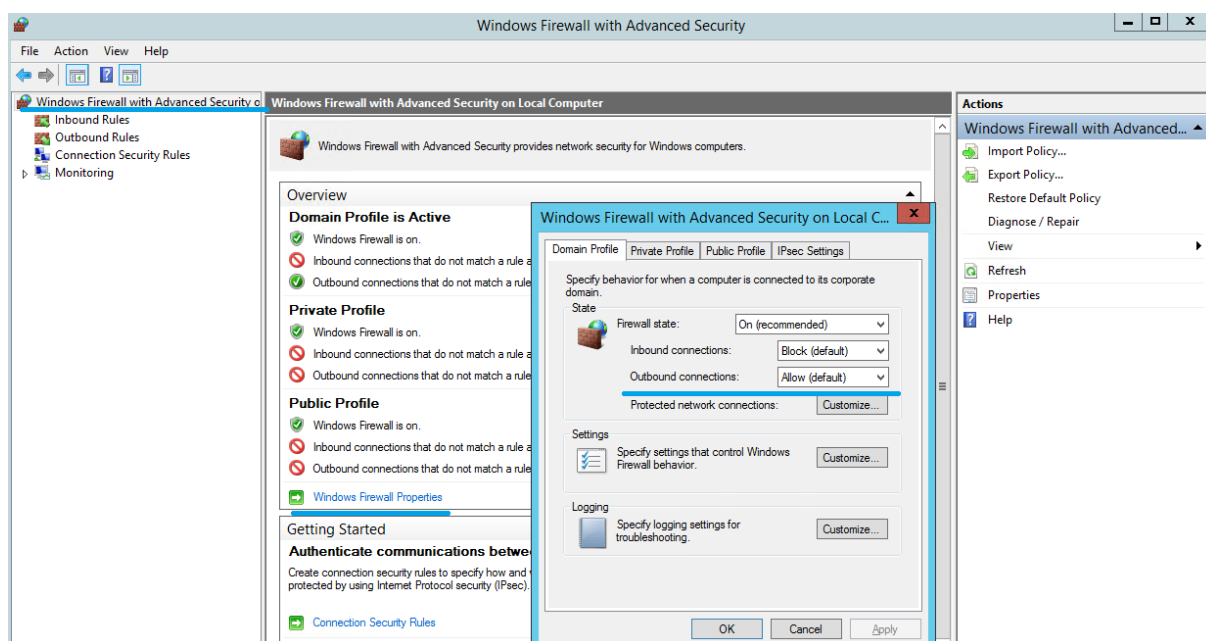 Windows Firewall with Advanced Security
File Action View Help
Windows Firewall with Advanced Security o
Inbound Rules
Outbound Rules
Connection Security Rules
Monitoring
Windows Firewall with Advanced Security on Local Computer
Windows Firewall with Advanced Security provides network security for Windows computers.
Overview
Domain Profile is Active
Windows Firewall is on.
Inbound connections that do not match a rule a
Outbound connections that do not match a rule
Private Profile
Windows Firewall is on.
Inbound connections that do not match a rule a
Outbound connections that do not match a rule
Public Profile
Windows Firewall is on.
Inbound connections that do not match a rule a
Outbound connections that do not match a rule
Windows Firewall Properties
Getting Started
Authenticate communications betwe
Create connection security rules to specify how and
protected by using Internet Protocol security (IPsec).
Connection Security Rules
Windows Firewall with Advanced Security on Local C...
Domain Profile Private Profile Public Profile IPsec Settings
Specify behavior for when a computer is connected to its corporate
domain.
State
Firewall state: On (recommended)
Inbound connections: Block (default)
Outbound connections: Allow (default)
Protected network connections: Customize...
Settings
Specify settings that control Windows
Firewall behavior.
Customize...
Logging
Specify logging settings for
troubleshooting.
Customize...
OK Cancel Apply
Actions
Windows Firewall with Advanced...
Import Policy...
Export Policy...
Restore Default Policy
Diagnose / Repair
View
Refresh
Properties
Help